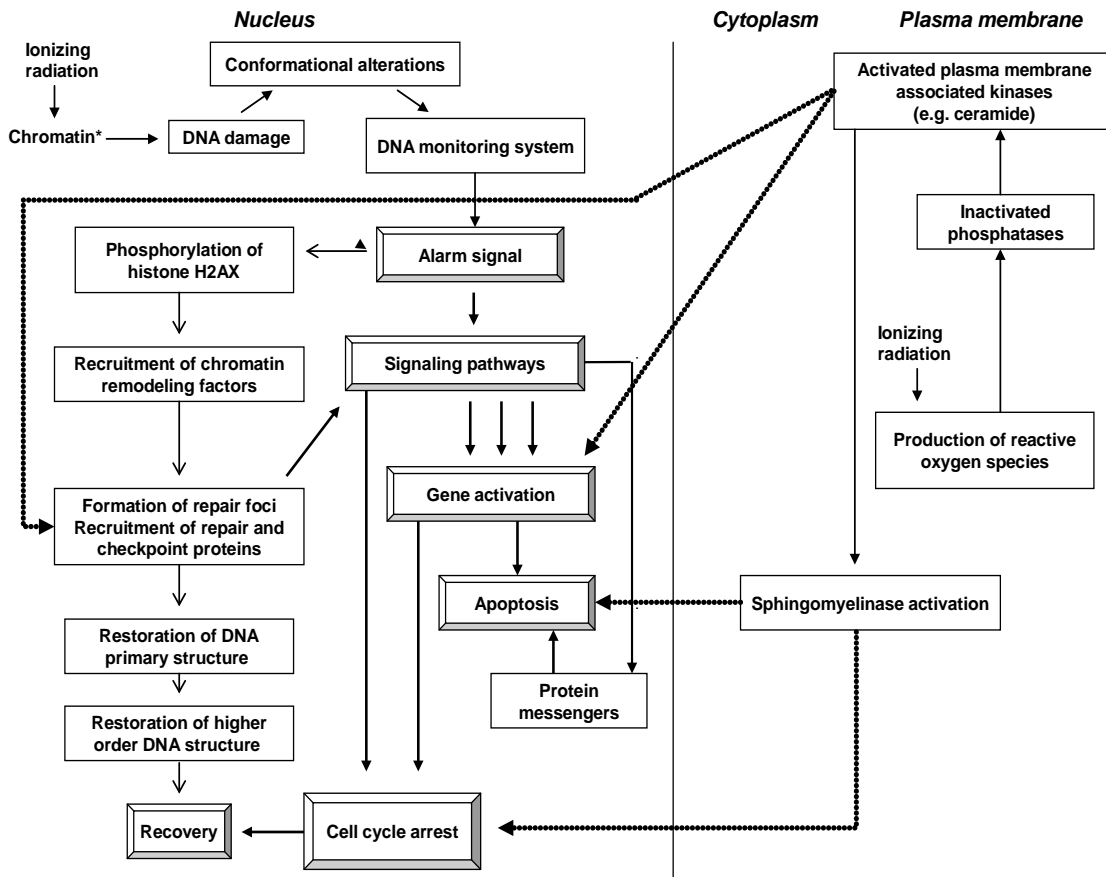 Nucleus
Cytoplasm
Plasma membrane
Ionizing
radiation
Chromatin*
DNA damage
Conformational alterations
DNA monitoring system
Alarm signal
Phosphorylation of
histone H2AX
Recruitment of chromatin
remodeling factors
Formation of repair foci
Recruitment of repair and
checkpoint proteins
Restoration of DNA
primary structure
Restoration of higher
order DNA structure
Recovery
Signaling pathways
Gene activation
Apoptosis
Protein
messengers
Cell cycle arrest
Activated plasma membrane
associated kinases
(e.g. ceramide)
Inactivated
phosphatases
Ionizing
radiation
Production of reactive
oxygen species
Sphingomyelinase activation